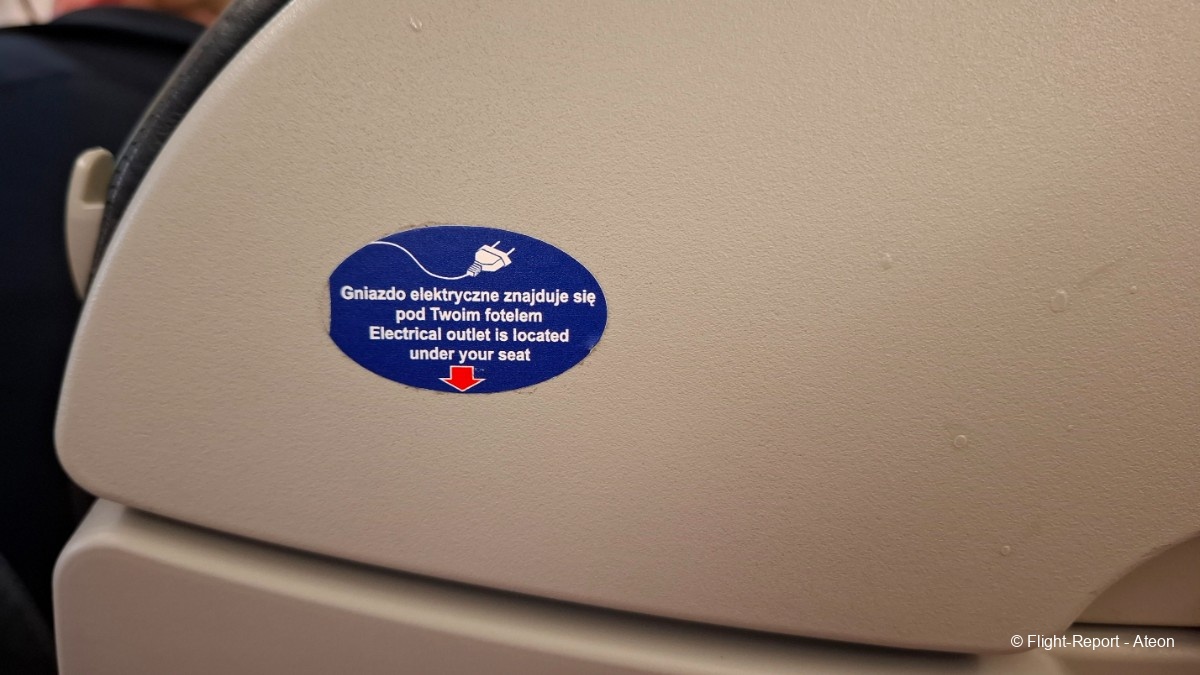 Gniazdo elektryczne znajduje się
pod Twoim fotelem
Electrical outlet is located
under your seat
© Flight-Report - Ateon